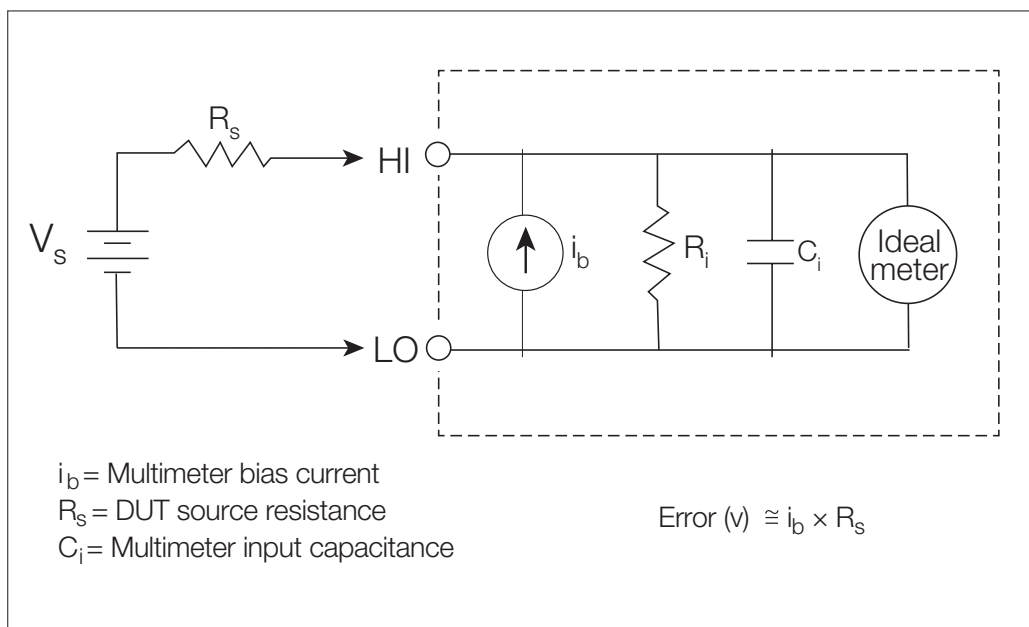 Rs
HI
Vs
ib
Ri
Ci
Ideal
meter
LO
ib = Multimeter bias current
Rs = DUT source resistance
Ci = Multimeter input capacitance
Error (v) ≅ ib × Rs